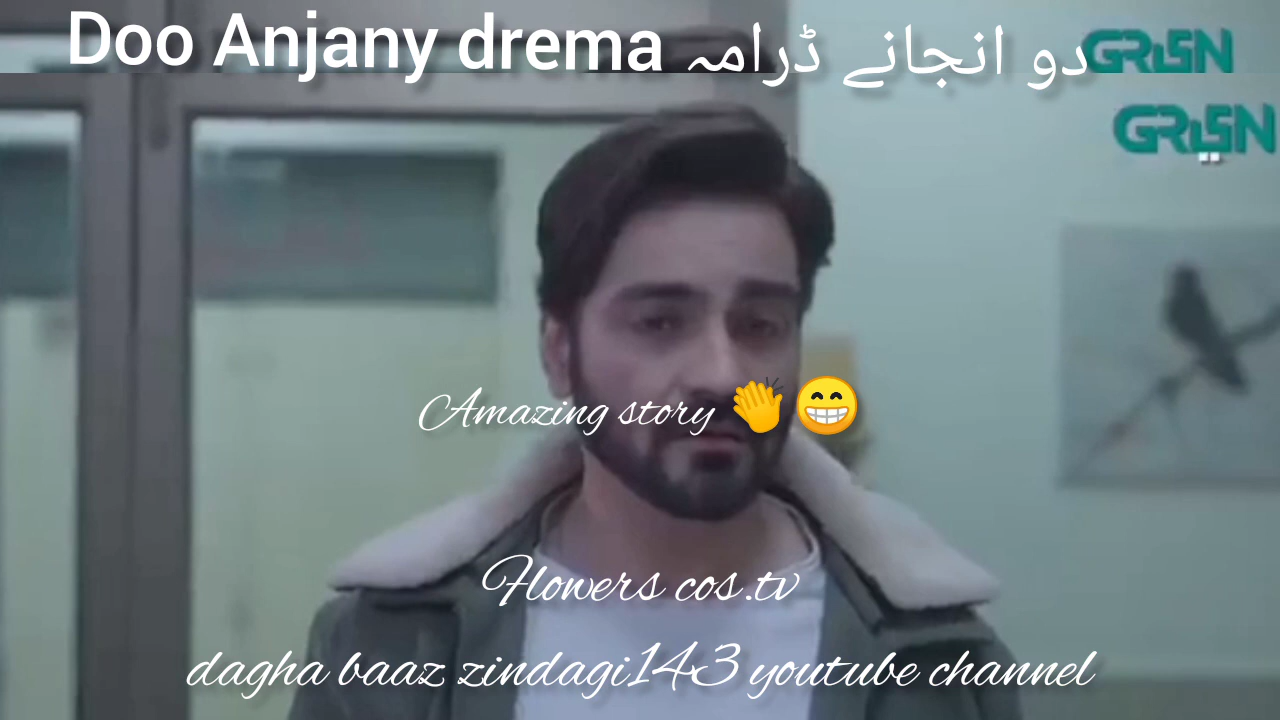 Doo Anjany drema دو انجانے ڈرامہ
GREEN
GREEN
Amazing story 👏😁
Flowers cos.tv
dagha baaz zindagi143 youtube channel